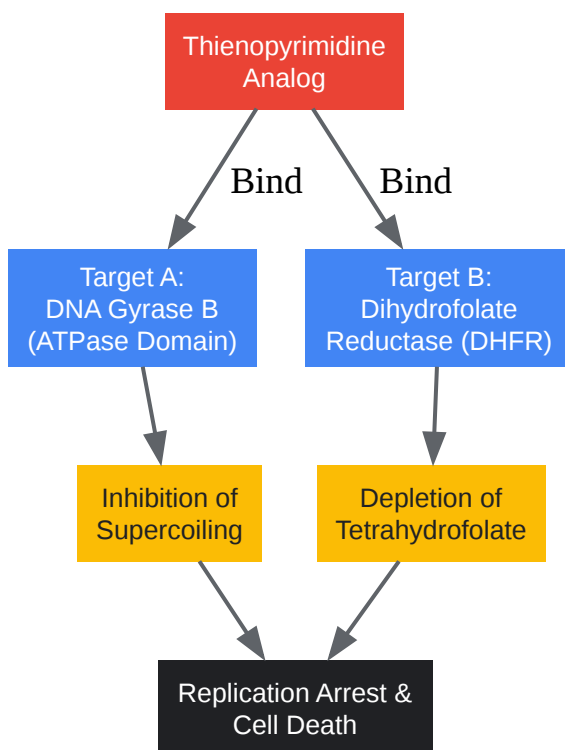 Thienopyrimidine
Analog
Bind
Bind
Target A:
DNA Gyrase B
(ATPase Domain)
Target B:
Dihydrofolate
Reductase (DHFR)
Inhibition of
Supercoiling
Depletion of
Tetrahydrofolate
Replication Arrest &
Cell Death